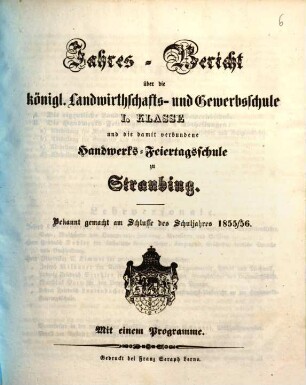 6
Jahres-Bericht
über die
königl. Landwirthschafts- und Gewerbsschule
I. KLASSE
und die damit verbundene
Handwerks-Feiertagsschule
zu
Straubing.
Bekannt gemacht am Schlusse des Schuljahres 1855/56.
Mit einem Programme.
Gedruckt bei Franz Seraph Lerno.